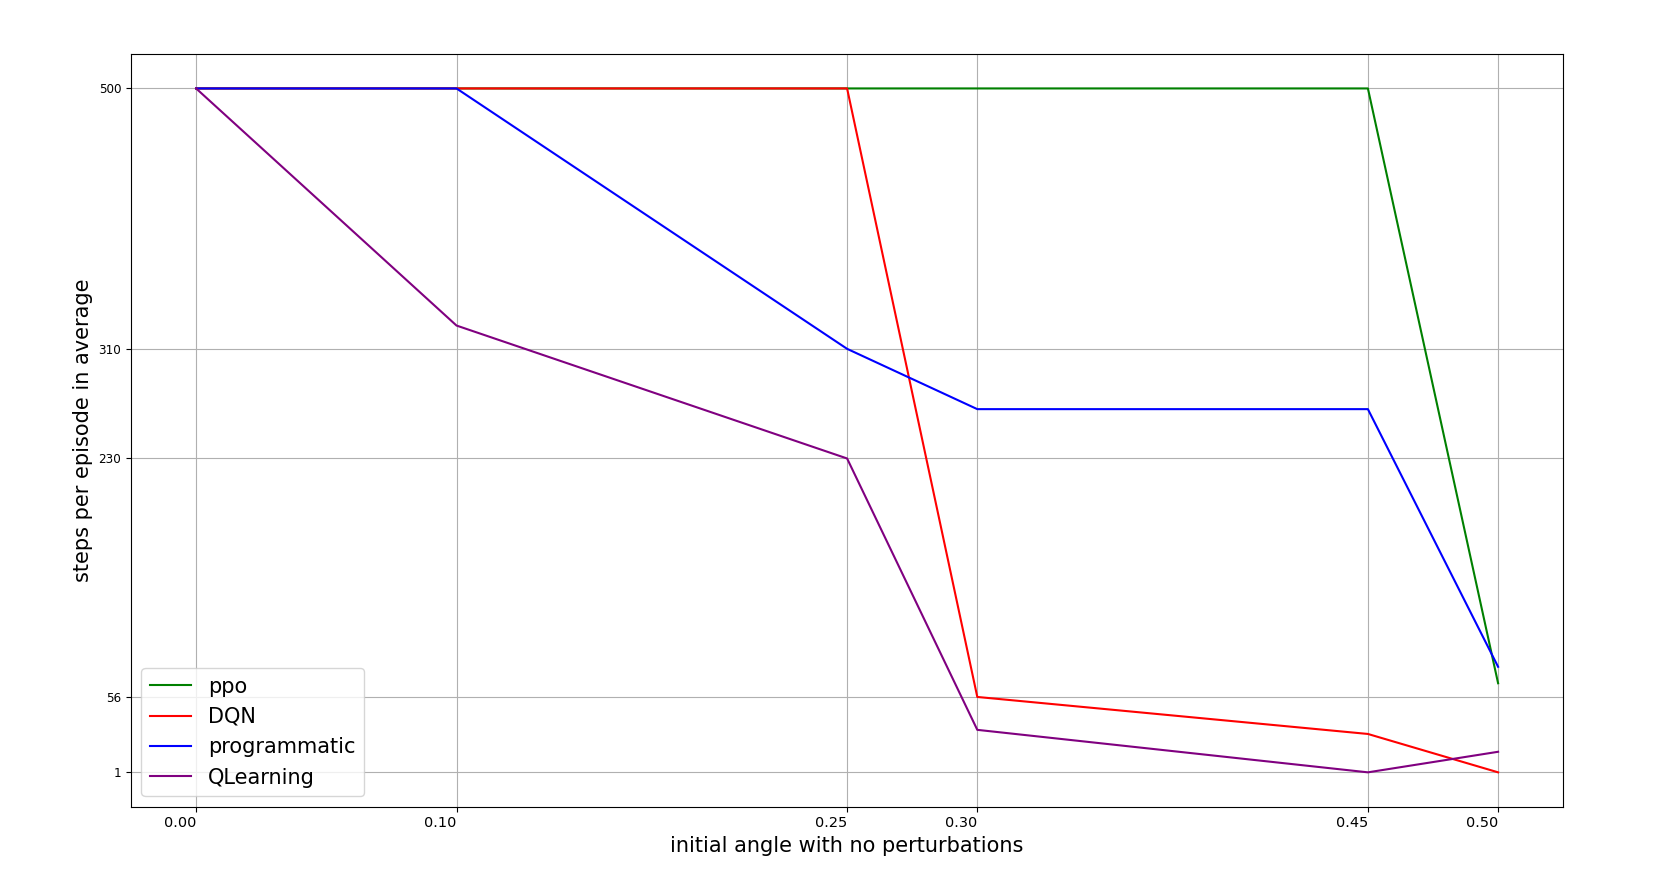 500
310
230
56
1
steps per episode in average
ppo
DQN
programmatic
QLearning
0.00 0.10 0.25 0.30 0.45 0.50
initial angle with no perturbations